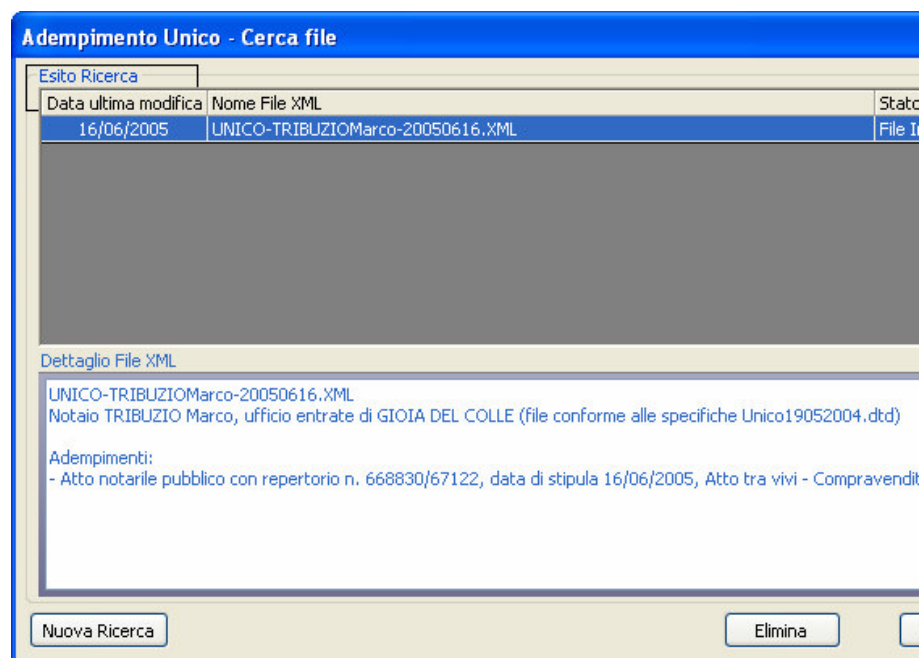 Adempimento Unico - Cerca file
Esito Ricerca
Data ultima modifica Nome File XML Stato
16/06/2005 UNICO-TRIBUZIOMarco-20050616.XML File
Dettaglio File XML
UNICO-TRIBUZIOMarco-20050616.XML
Notaio TRIBUZIO Marco, ufficio entrate di GIOIA DEL COLLE (file conforme alle specifiche Unico19052004.dtd)
Adempimenti:
- Atto notarile pubblico con repertorio n. 668830/67122, data di stipula 16/06/2005, Atto tra vivi - Compravendit
Nuova Ricerca Elimina